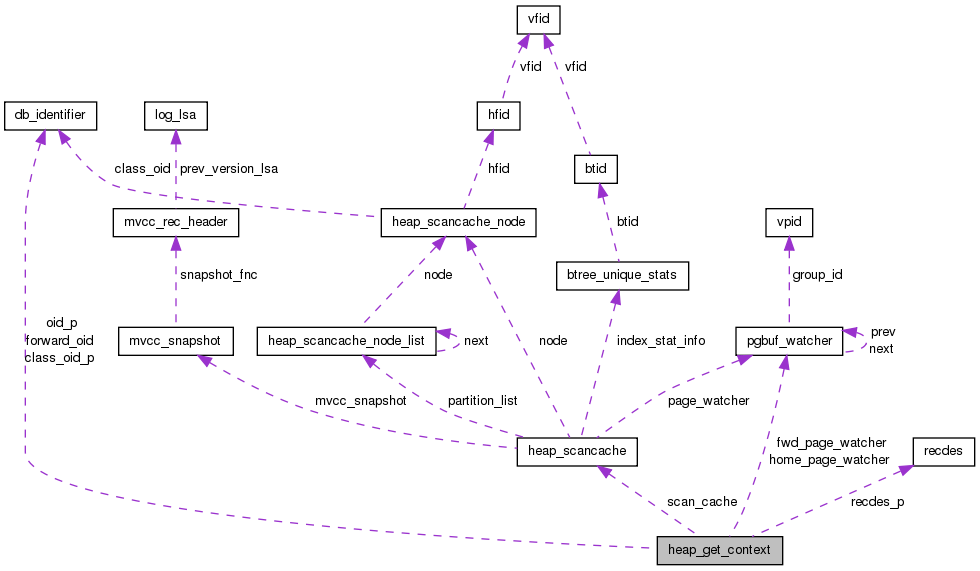 vfid
vfid
vfid
db_identifier
log_lsa
hfid
btid
class_oid
prev_version_lsa
hfid
mvcc_rec_header
heap_scancache_node
btid
vpid
snapshot_fnc
node
btree_unique_stats
group_id
oid_p
forward_oid
class_oid_p
mvcc_snapshot
heap_scancache_node_list
next
node
index_stat_info
pgbuf_watcher
prev
next
mvcc_snapshot
partition_list
page_watcher
heap_scancache
fwd_page_watcher
home_page_watcher
recdes
scan_cache
recdes_p
heap_get_context